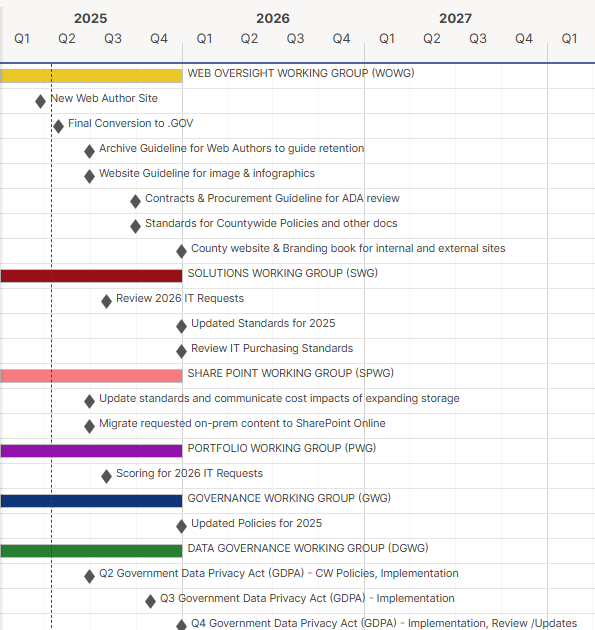 2025 2026 2027
Q1 Q2 Q3 Q4 Q1 Q2 Q3 Q4 Q1 Q2 Q3 Q4 Q1
WEB OVERSIGHT WORKING GROUP (WOWG)
New Web Author Site
Final Conversion to .GOV
Archive Guideline for Web Authors to guide retention
Website Guideline for image & infographics
Contracts & Procurement Guideline for ADA review
Standards for Countywide Policies and other docs
County website & Branding book for internal and external sites
SOLUTIONS WORKING GROUP (SWG)
Review 2026 IT Requests
Updated Standards for 2025
Review IT Purchasing Standards
SHARE POINT WORKING GROUP (SPWG)
Update standards and communicate cost impacts of expanding storage
Migrate requested on-prem content to SharePoint Online
PORTFOLIO WORKING GROUP (PWG)
Scoring for 2026 IT Requests
GOVERNANCE WORKING GROUP (GWG)
Updated Policies for 2025
DATA GOVERNANCE WORKING GROUP (DGWG)
Q2 Government Data Privacy Act (GDPA) - CW Policies, Implementation
Q3 Government Data Privacy Act (GDPA) - Implementation
Q4 Government Data Privacy Act (GDPA) - Implementation, Review /Updates